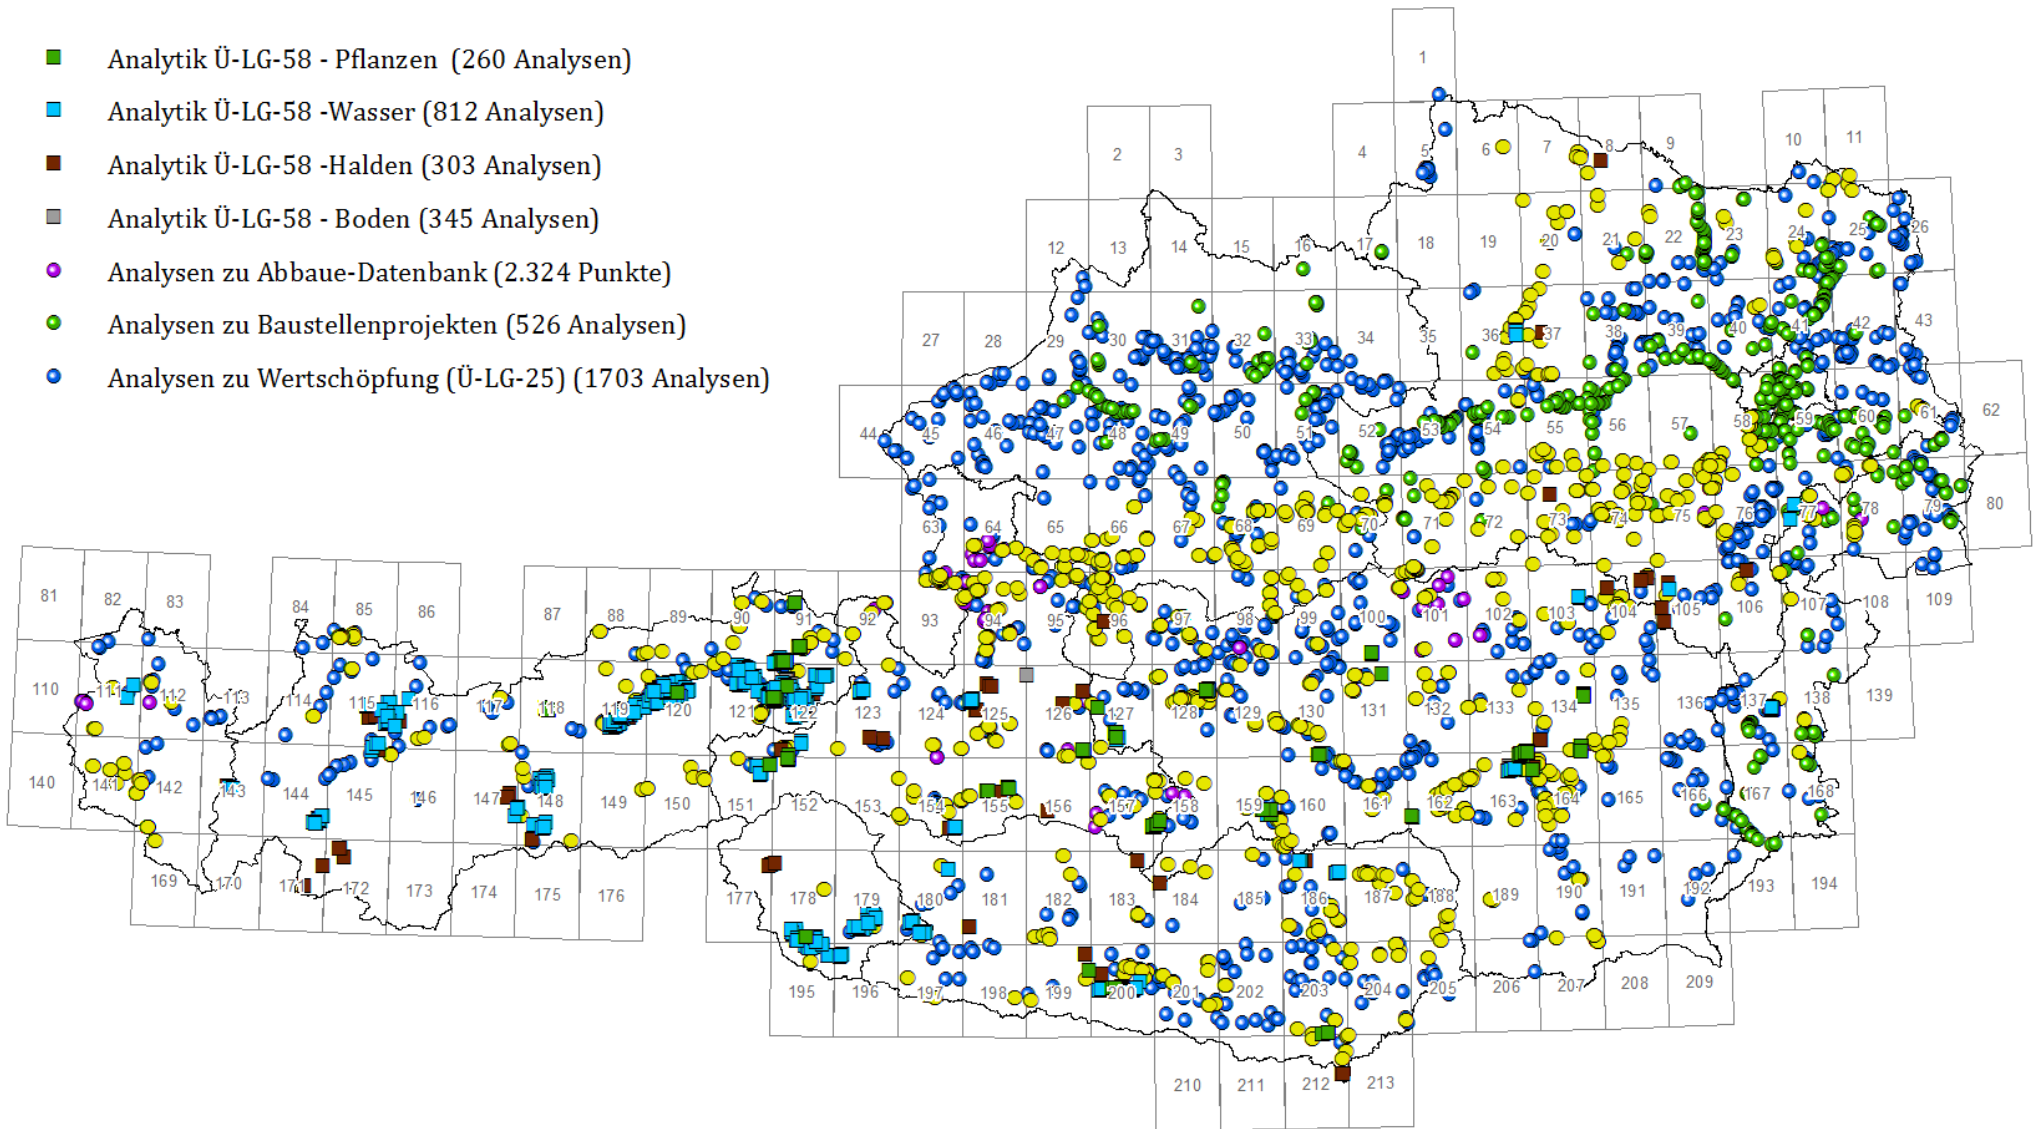 Analytik Ü-LG-58 - Pflanzen (260 Analysen)
Analytik Ü-LG-58 -Wasser (812 Analysen)
Analytik Ü-LG-58 -Halden (303 Analysen)
Analytik Ü-LG-58 - Boden (345 Analysen)
Analysen zu Abbaue-Datenbank (2.324 Punkte)
Analysen zu Baustellenprojekten (526 Analysen)
Analysen zu Wertschöpfung (Ü-LG-25) (1703 Analysen)
1
2 3 4 5 6 7 8 9 10 11
12 13 14 15 16 17 18 19 20 21 22 23 24 25 26
27 28 29 30 31 32 33 34 35 36 37 38 39 40 41 42 43
44 45 46 47 48 49 50 51 52 53 54 55 56 57 58 59 60 61 62
63 64 65 66 67 68 69 70 71 72 73 74 75 76 77 78 79 80
81 82 83 84 85 86 87 88 89 90 91 92 93 94 95 96 97 98 99 100 101 102 103 104 105 106 107 108 109
110 111 112 113 114 115 116 117 118 119 120 121 122 123 124 125 126 127 128 129 130 131 132 133 134 135 136 137 138 139
140 141 142 143 144 145 146 147 148 149 150 151 152 153 154 155 156 157 158 159 160 161 162 163 164 165 166 167 168
169 170 171 172 173 174 175 176 177 178 179 180 181 182 183 184 185 186 187 188 189 190 191 192 193 194
195 196 197 198 199 200 201 202 203 204 205 206 207 208 209
210 211 212 213